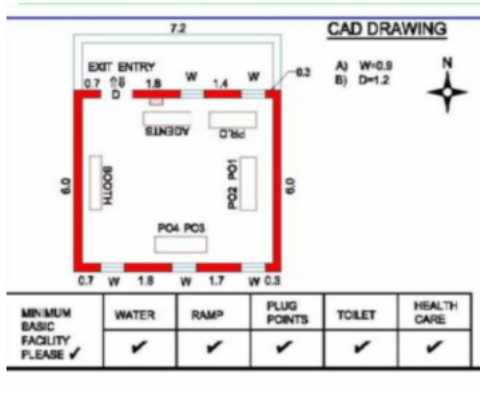 7.2
CAD DRAWING
EXIT ENTRY
A) W=0.9
B) D=1.2
N
0.7 D 1.8 W 1.4 W 0.3
AGENTS
PR.O
6.0
BOOTH
PO2 PO1
6.0
PO4 PO3
0.7 W 1.8 W 1.7 W 0.3
MINIMUM BASIC FACILITY PLEASE ✓
WATER
RAMP
PLUG POINTS
TOILET
HEALTH CARE
✓ ✓ ✓ ✓ ✓